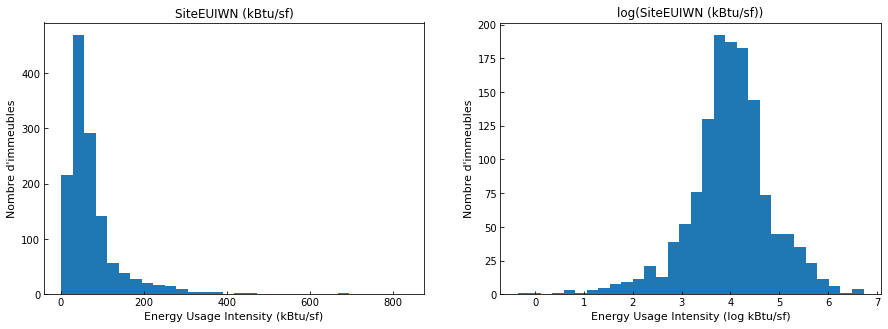 SiteEUIWN (kBtu/sf)
Nombre d'immeubles
400
300
200
100
0
0 200 400 600 800
Energy Usage Intensity (kBtu/sf)
log(SiteEUIWN (kBtu/sf))
Nombre d'immeubles
200
175
150
125
100
75
50
25
0
0 1 2 3 4 5 6 7
Energy Usage Intensity (log kBtu/sf)